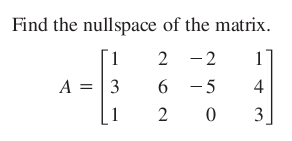 Find the nullspace of the matrix.
1 2 -2 1
A = 3 6 -5 4
1 2 0 3